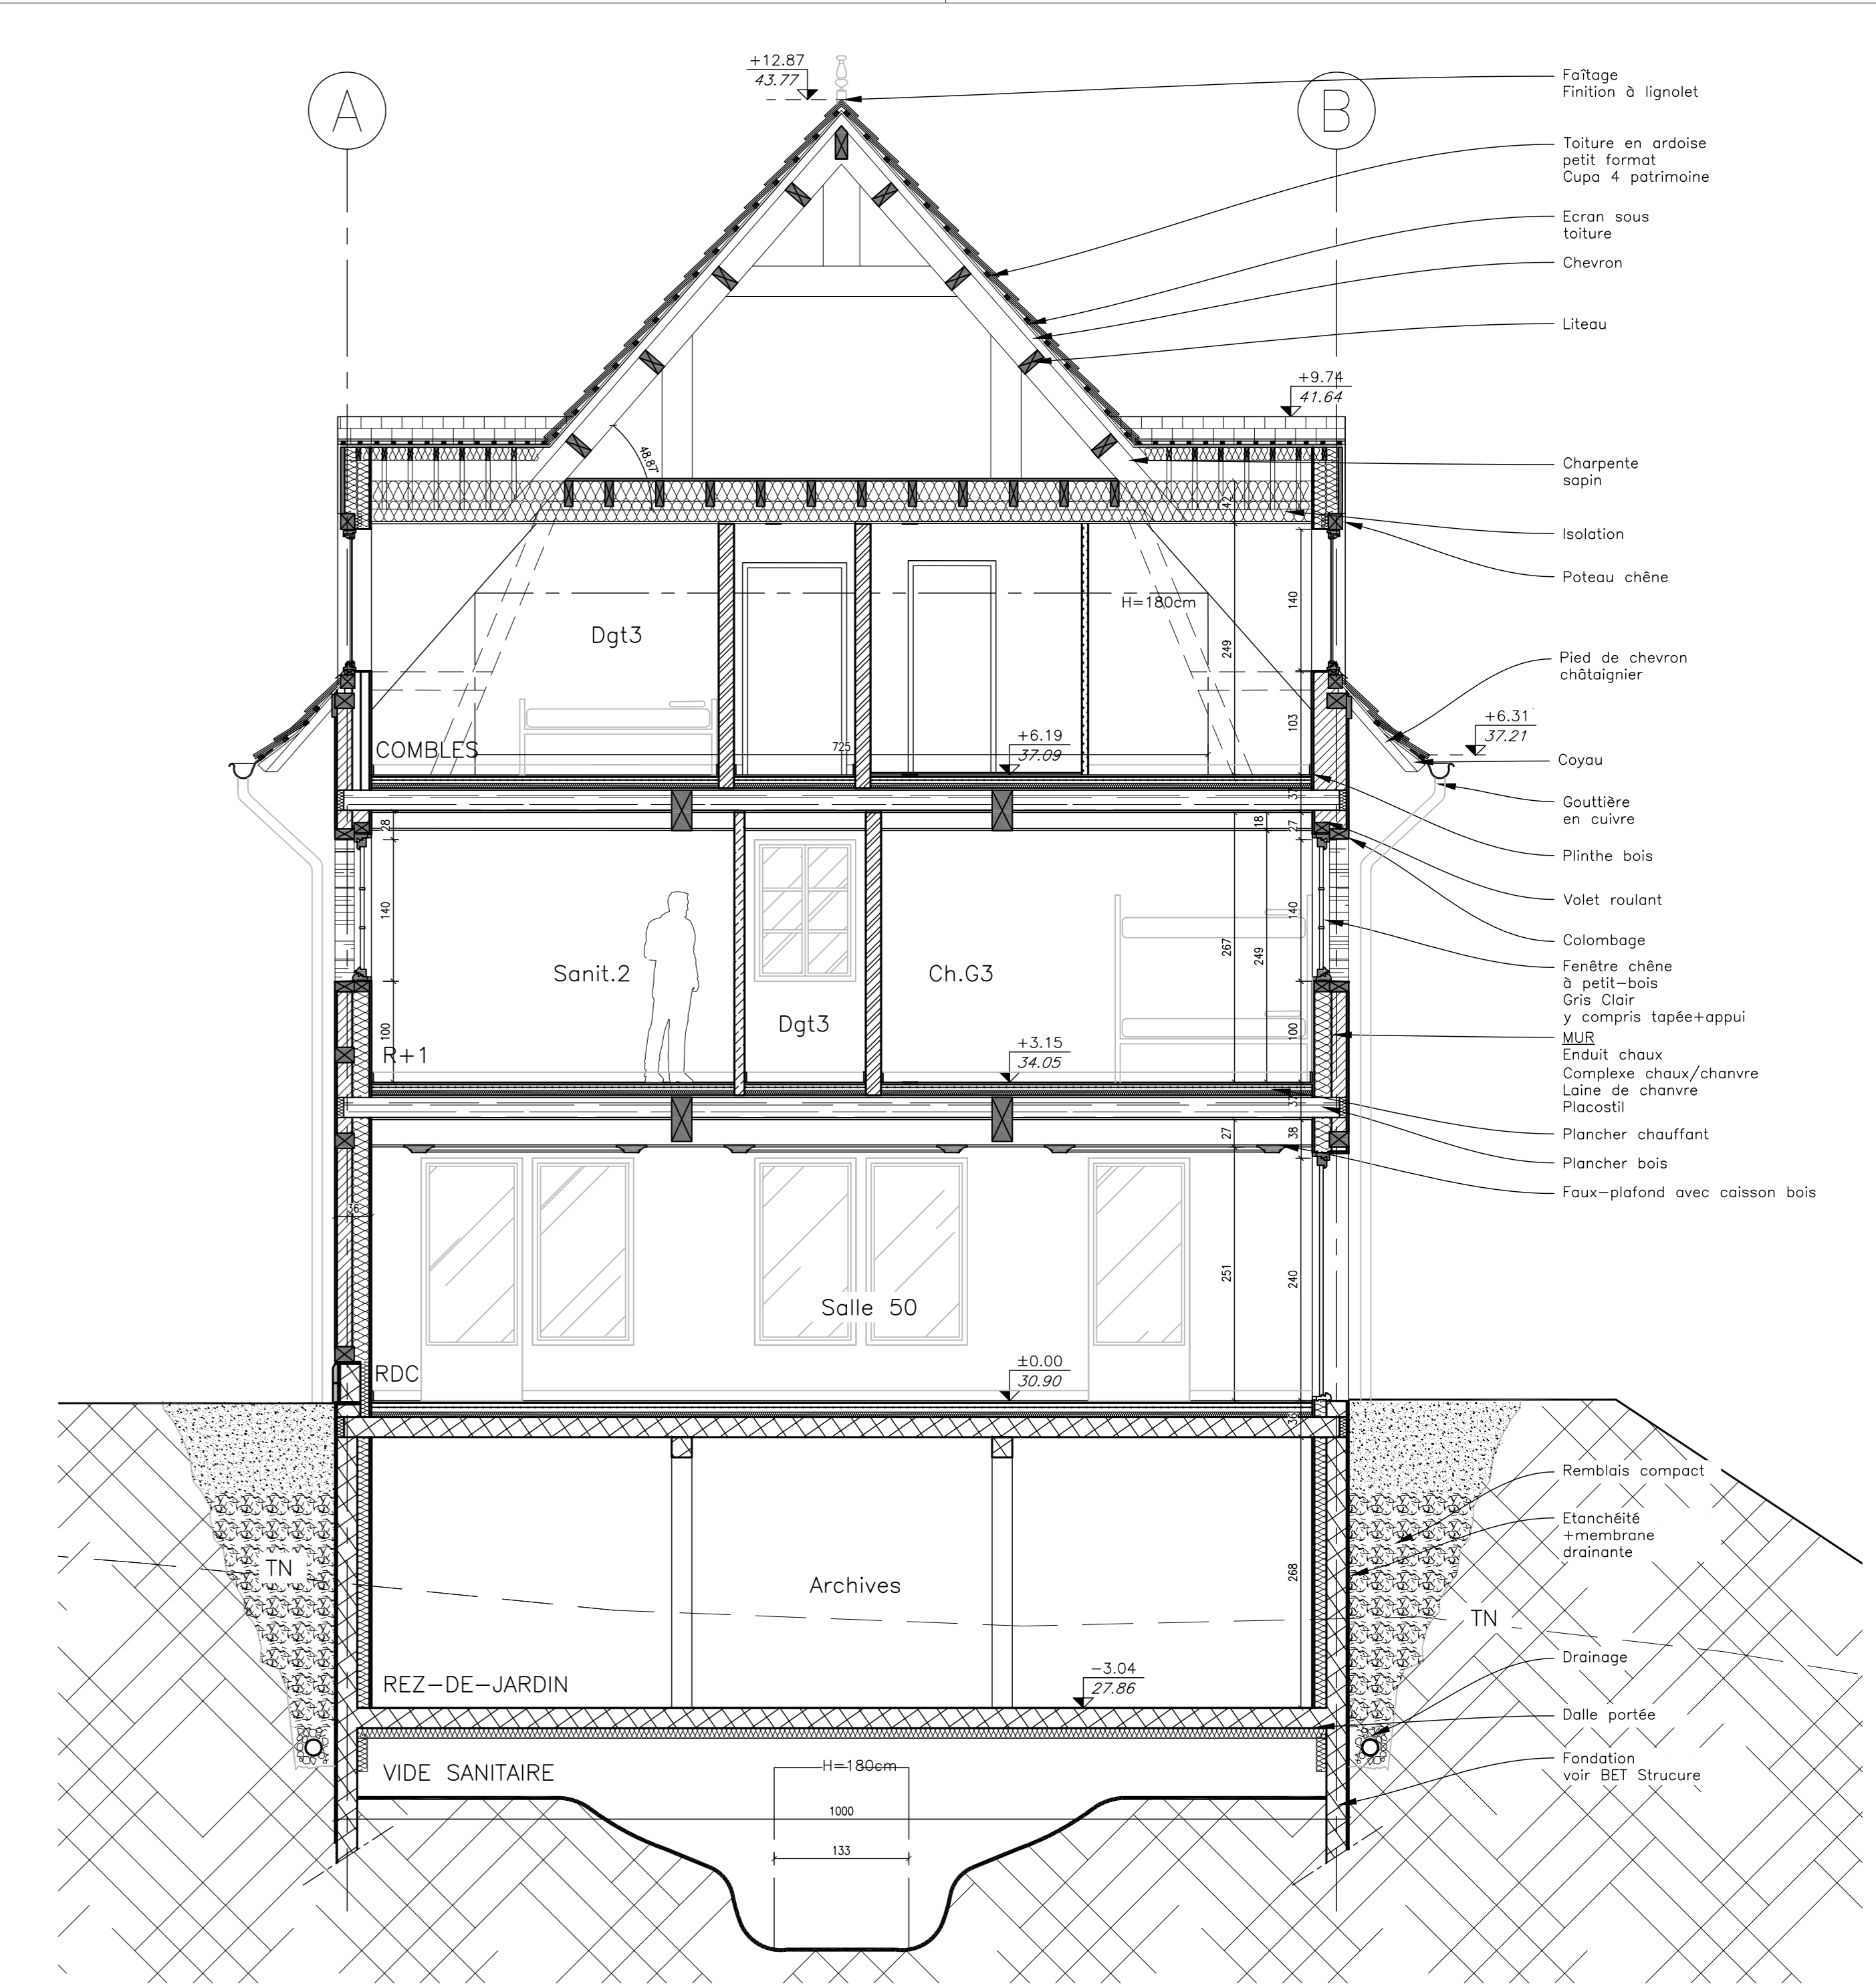 A
B
+12.87
43.77
Faîtage
Finition à lignolet
Toiture en ardoise
petit format
Cupa 4 patrimoine
Ecran sous
toiture
Chevron
Liteau
+9.74
41.64
48.87°
Charpente
sapin
42
Isolation
Poteau chêne
140
H=180cm
Dgt3
249
Pied de chevron
châtaignier
103
+6.31
37.21
COMBLES
725
+6.19
37.09
Coyau
37
Gouttière
en cuivre
28
18
27
Plinthe bois
Volet roulant
140
140
Colombage
267
249
Sanit.2
Ch.G3
Fenêtre chêne
à petit-bois
Gris Clair
y compris tapée+appui
Dgt3
100
R+1
+3.15
34.05
100
MUR
Enduit chaux
Complexe chaux/chanvre
Laine de chanvre
Placostil
37
27
38
Plancher chauffant
Plancher bois
Faux-plafond avec caisson bois
36
251
240
Salle 50
RDC
±0.00
30.90
36
Remblais compact
Etanchéité
+membrane
drainante
TN
Archives
268
TN
REZ-DE-JARDIN
-3.04
27.86
Drainage
Dalle portée
VIDE SANITAIRE
H=180cm
Fondation
voir BET Strucure
1000
133